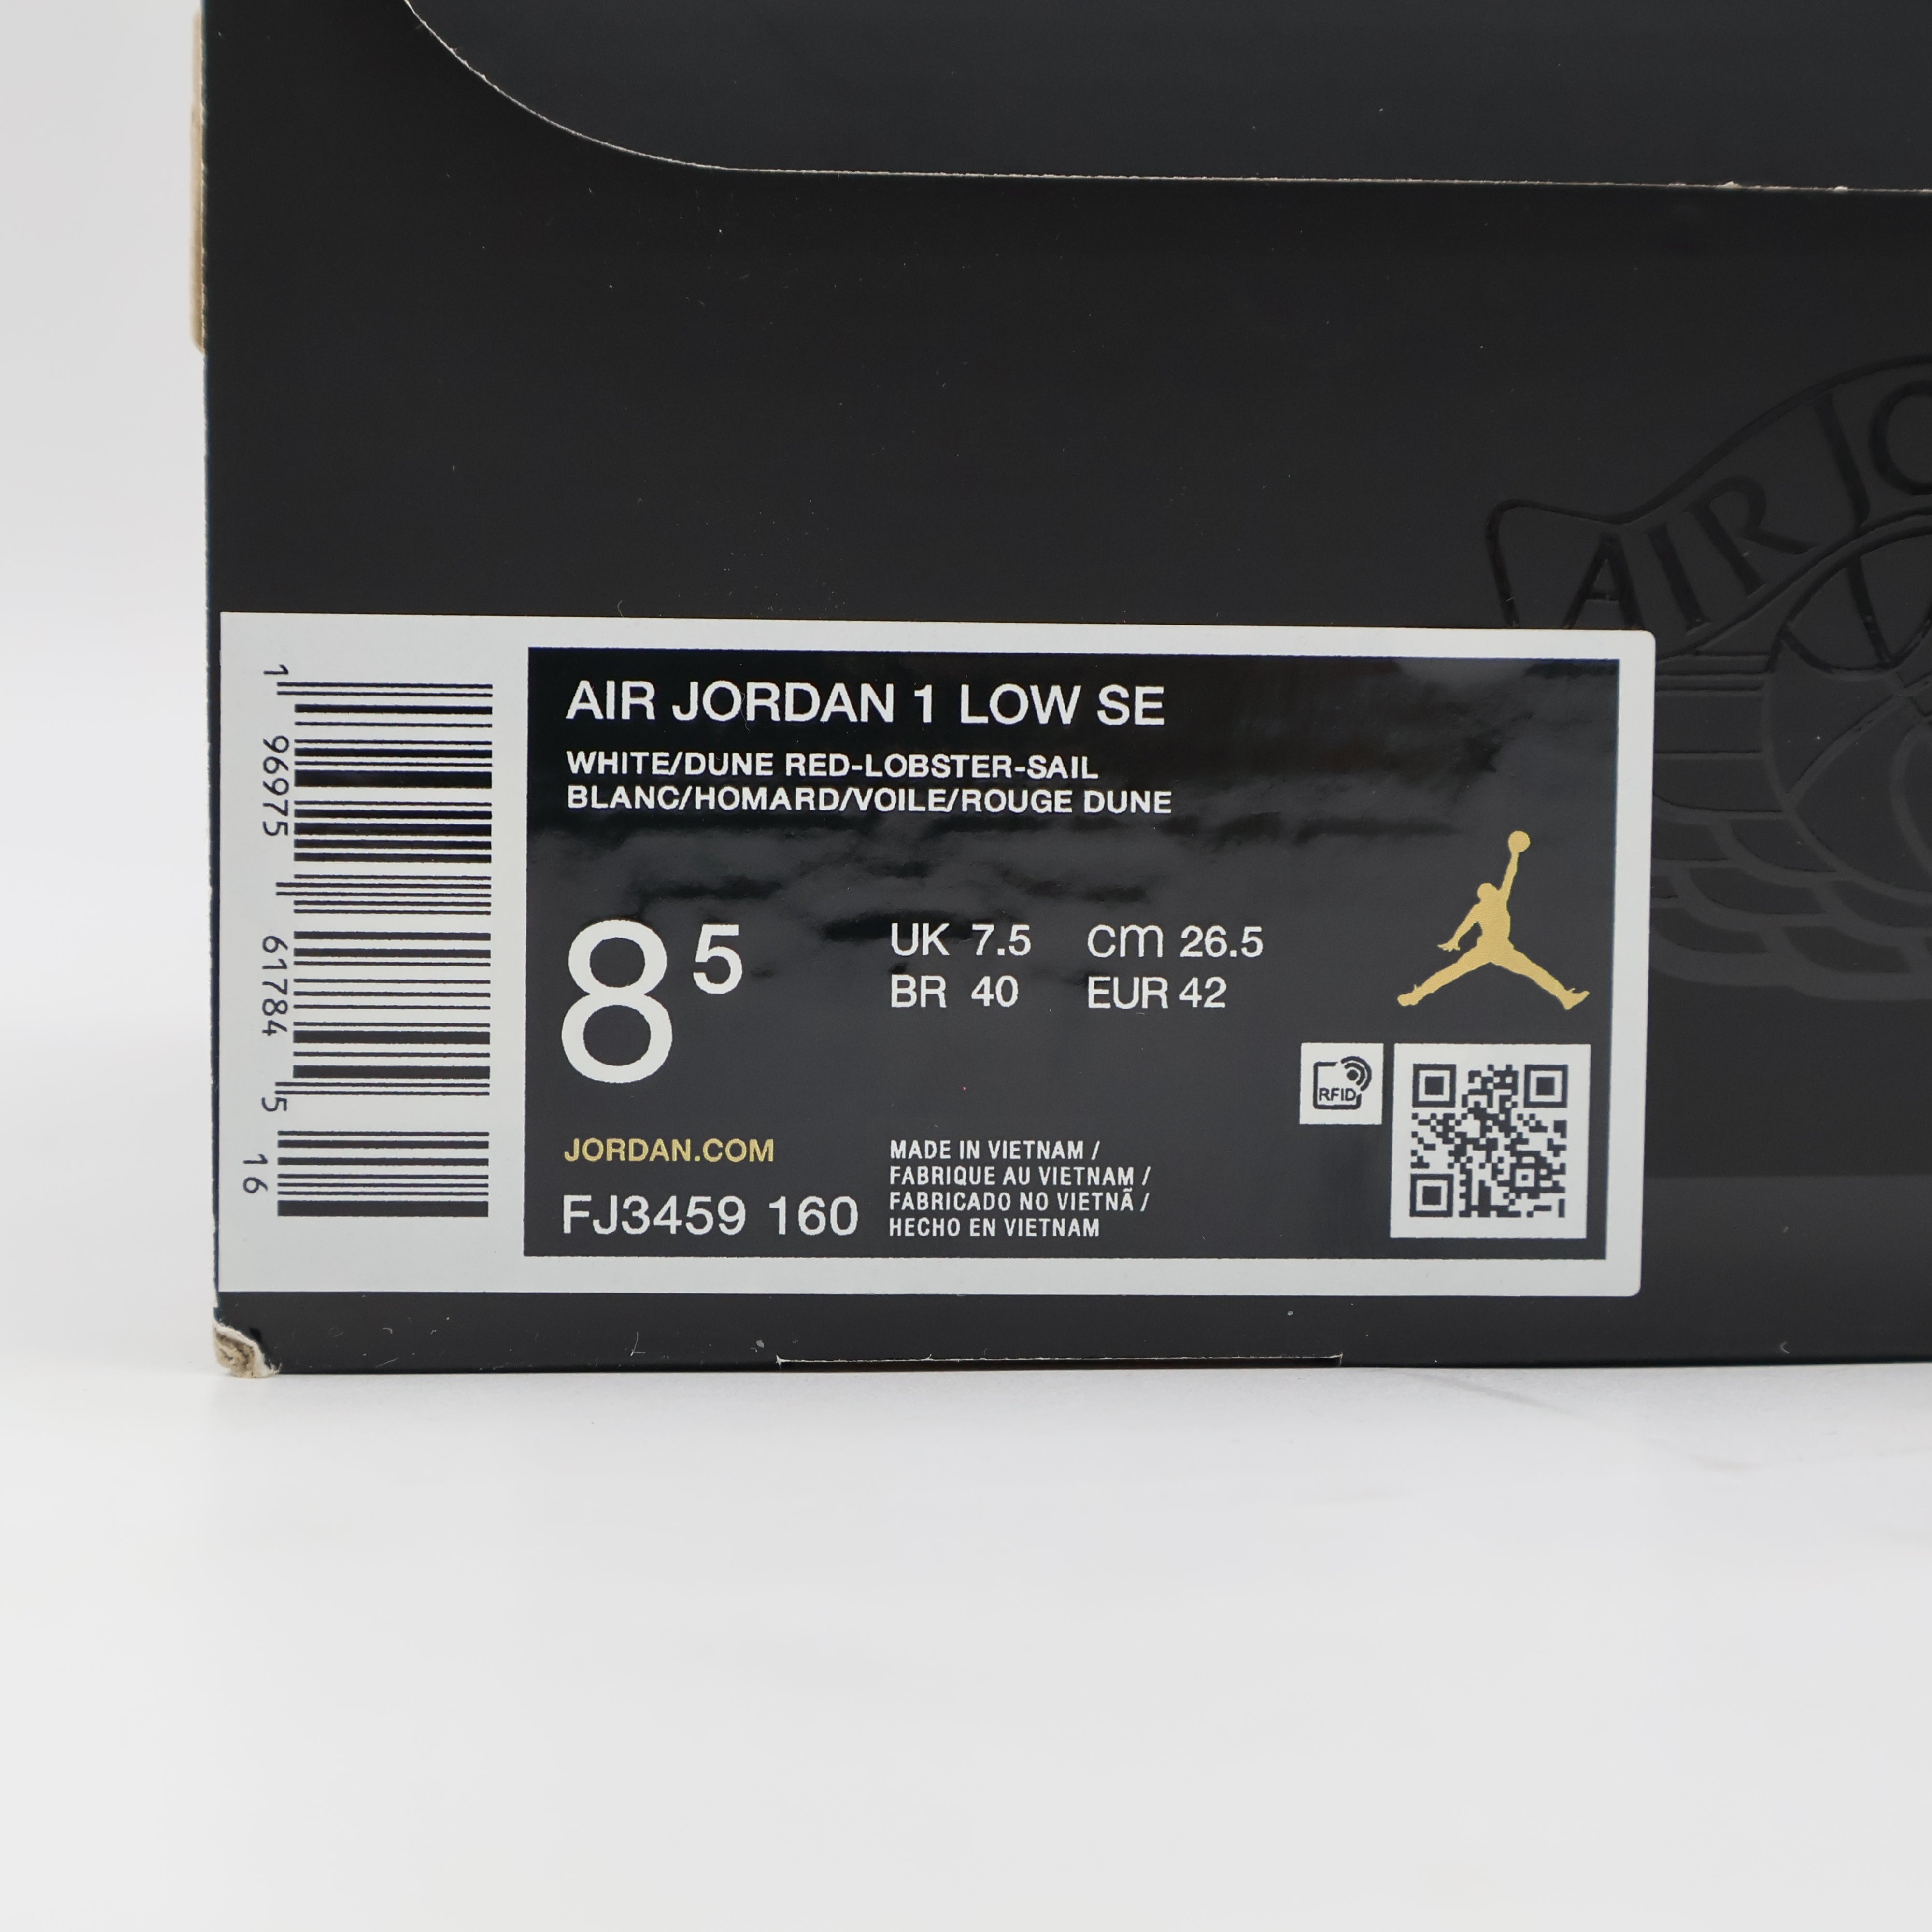 AIR JO
AIR JORDAN 1 LOW SE
WHITE/DUNE RED-LOBSTER-SAIL
BLANC/HOMARD/VOILE/ROUGE DUNE
8 5
UK 7.5 cm 26.5
BR 40 EUR 42
RFID
JORDAN.COM
FJ3459 160
MADE IN VIETNAM /
FABRIQUE AU VIETNAM /
FABRICADO NO VIETNÃ /
HECHO EN VIETNAM
1 96975 61784 5
16